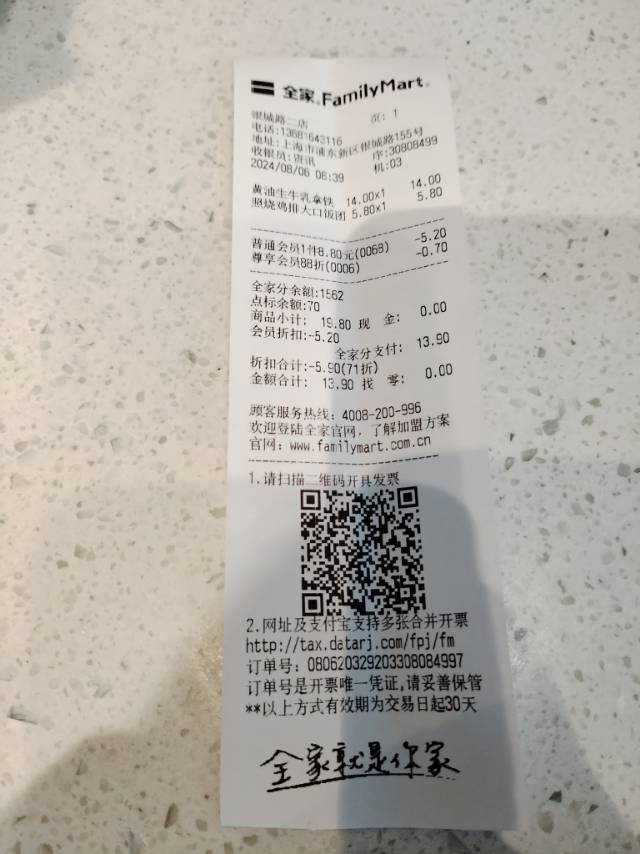 全家 FamilyMart
银城路二店 页: 1
电话:13681643116
地址:上海市浦东新区银城路155号
收银员:资讯 序:30808499
2024/08/06 08:39 机:03
黄油生牛乳拿铁 14.00x1 14.00
照烧鸡排大口饭团 5.80x1 5.80
普通会员1件8.80元(0068) -5.20
尊享会员88折(0006) -0.70
全家分余额:1562
点标余额:70
商品小计: 19.80 现 金: 0.00
会员折扣:-5.20
全家分支付: 13.90
折扣合计:-5.90(71折)
金额合计: 13.90 找 零: 0.00
顾客服务热线: 4008-200-996
欢迎登陆全家官网,了解加盟方案
官网: www.familymart.com.cn
1.请扫描二维码开具发票
2.网址及支付宝支持多张合并开票
http://tax.datarj.com/fpj/fm
订单号: 080620329203308084997
订单号是开票唯一凭证,请妥善保管
**以上方式有效期为交易日起30天
全家就是你家